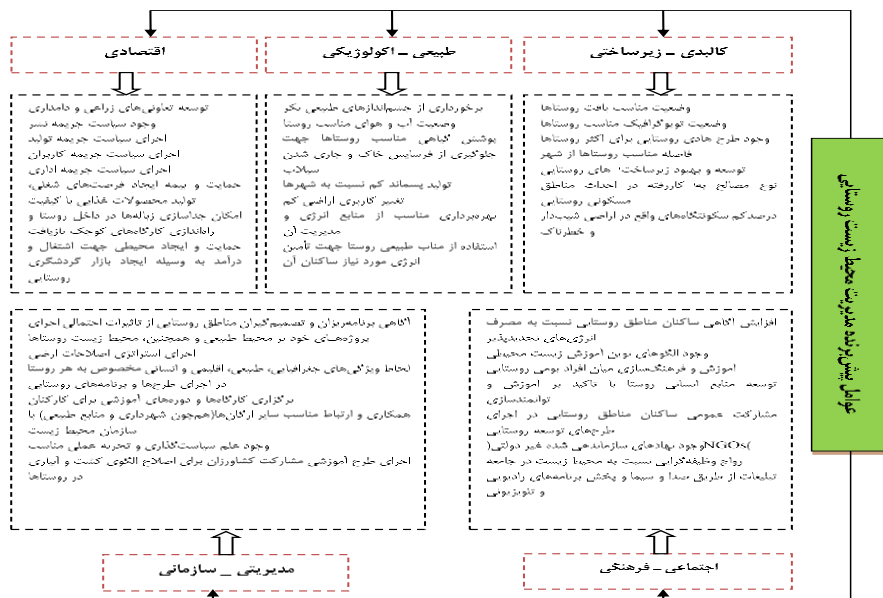 کالبدی – زیرساختی
طبیعی – اکولوژیکی
اقتصادی
وضعیت مناسب بافت روستاها
وضعیت توپوگرافیک مناسب روستاها
وجود طرح هادی روستایی برای اکثر روستاها
فاصله مناسب روستاها از شهر
توسعه و بهبود زیرساخت‌های روستایی
نوع مصالح به‌کاررفته در احداث مناطق
مسکونی روستایی
درصدکم سکونتگاه‌های واقع در اراضی شیب‌دار
و خطرناک
برخورداری از چشم‌اندازهای طبیعی بکر
وضعیت آب و هوای مناسب روستا
پوشش گیاهی مناسب روستاها جهت
جلوگیری از فرسایش خاک و جاری شدن
سیلاب
تولید پسماند کم نسبت به شهرها
تغییر کاربری اراضی کم
بهره‌برداری مناسب از منابع انرژی و
مدیریت آن
استفاده از مناب طبیعی روستا جهت تأمین
انرژی مورد نیاز ساکنان آن
توسعه تعاونی‌های زراعی و دامداری
وجود سیاست جریمه نشر
اجرای سیاست جریمه تولید
اجرای سیاست جریمه کاربران
اجرای سیاست جریمه اداری
حمایت و بیمه ایجاد فرصت‌های شغلی،
تولید محصولات غذایی با کیفیت
امکان جداسازی زباله‌ها در داخل روستا و
راه‌اندازی کارگاه‌های کوچک بازیافت
حمایت و ایجاد محیطی جهت اشتغال و
درآمد به وسیله ایجاد بازار گردشگری
روستایی
عوامل پیش‌برنده مدیریت محیط زیست روستایی
افزایش آگاهی ساکنان مناطق روستایی نسبت به مصرف
انرژی‌های تجدیدپذیر
وجود الگوهای نوین آموزش زیست محیطی
آموزش و فرهنگ‌سازی میان افراد بومی روستایی
توسعه منابع انسانی روستا با تاکید بر آموزش و
توانمندسازی
مشارکت عمومی ساکنان مناطق روستایی در اجرای
طرح‌های توسعه روستایی
)NGOsوجود نهادهای سازماندهی شده غیر دولتی(
رواج وظیفه‌گرایی نسبت به محیط زیست در جامعه
تبلیغات از طریق صدا و سیما و پخش برنامه‌های رادیویی
و تلویزیونی
آگاهی برنامه‌ریزان و تصمیم‌گیران مناطق روستایی از تاثیرات احتمالی اجرای
پروژه‌های خود بر محیط طبیعی و همچنین، محیط زیست روستاها
اجرای استراتژی اصلاحات ارضی
لحاظ ویژگی‌های جغرافیایی، طبیعی، اقلیمی و انسانی مخصوص به هر روستا
در اجرای طرح‌ها و برنامه‌های روستایی
برگزاری کارگاه‌ها و دوره‌های آموزشی برای کارکنان
همکاری و ارتباط مناسب سایر ارگان‌ها(همچون شهرداری و منابع طبیعی) با
سازمان محیط زیست
وجود علم سیاست‌گذاری و تجربه عملی مناسب
اجرای طرح آموزشی مشارکت کشاورزان برای اصلاح الگوی کشت و آبیاری
در روستاها
اجتماعی – فرهنگی
مدیریتی – سازمانی